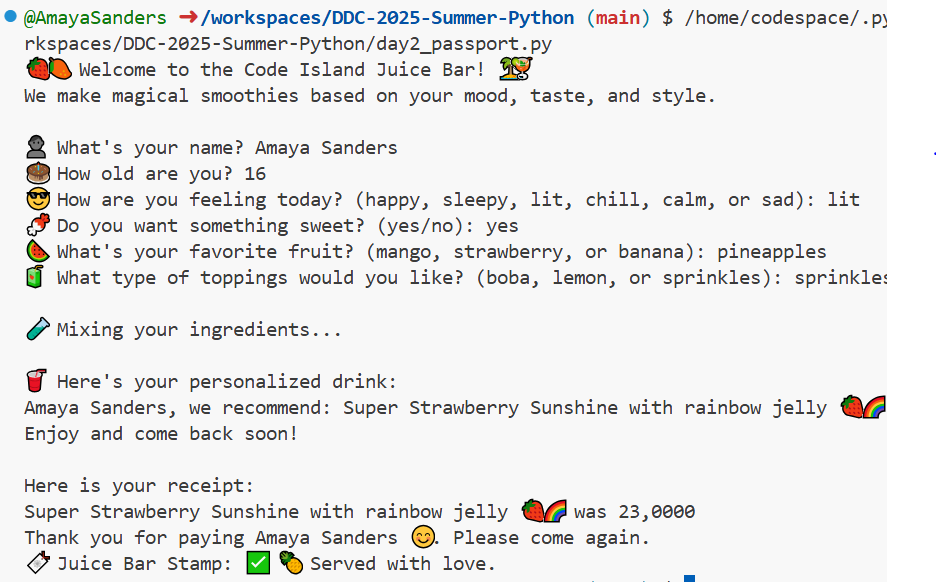 @AmayaSanders ➜/workspaces/DDC-2025-Summer-Python (main) $ /home/codespace/.py
rkspaces/DDC-2025-Summer-Python/day2_passport.py
🍓🥭 Welcome to the Code Island Juice Bar! 🏝️🍹
We make magical smoothies based on your mood, taste, and style.
👤 What's your name? Amaya Sanders
🎂 How old are you? 16
😎 How are you feeling today? (happy, sleepy, lit, chill, calm, or sad): lit
🍭 Do you want something sweet? (yes/no): yes
🍉 What's your favorite fruit? (mango, strawberry, or banana): pineapples
🧃 What type of toppings would you like? (boba, lemon, or sprinkles): sprinkles
🧪 Mixing your ingredients...
🥤 Here's your personalized drink:
Amaya Sanders, we recommend: Super Strawberry Sunshine with rainbow jelly 🍓🌈
Enjoy and come back soon!
Here is your receipt:
Super Strawberry Sunshine with rainbow jelly 🍓🌈 was 23,0000
Thank you for paying Amaya Sanders 😊. Please come again.
🏷️ Juice Bar Stamp: ✅ 🍍 Served with love.